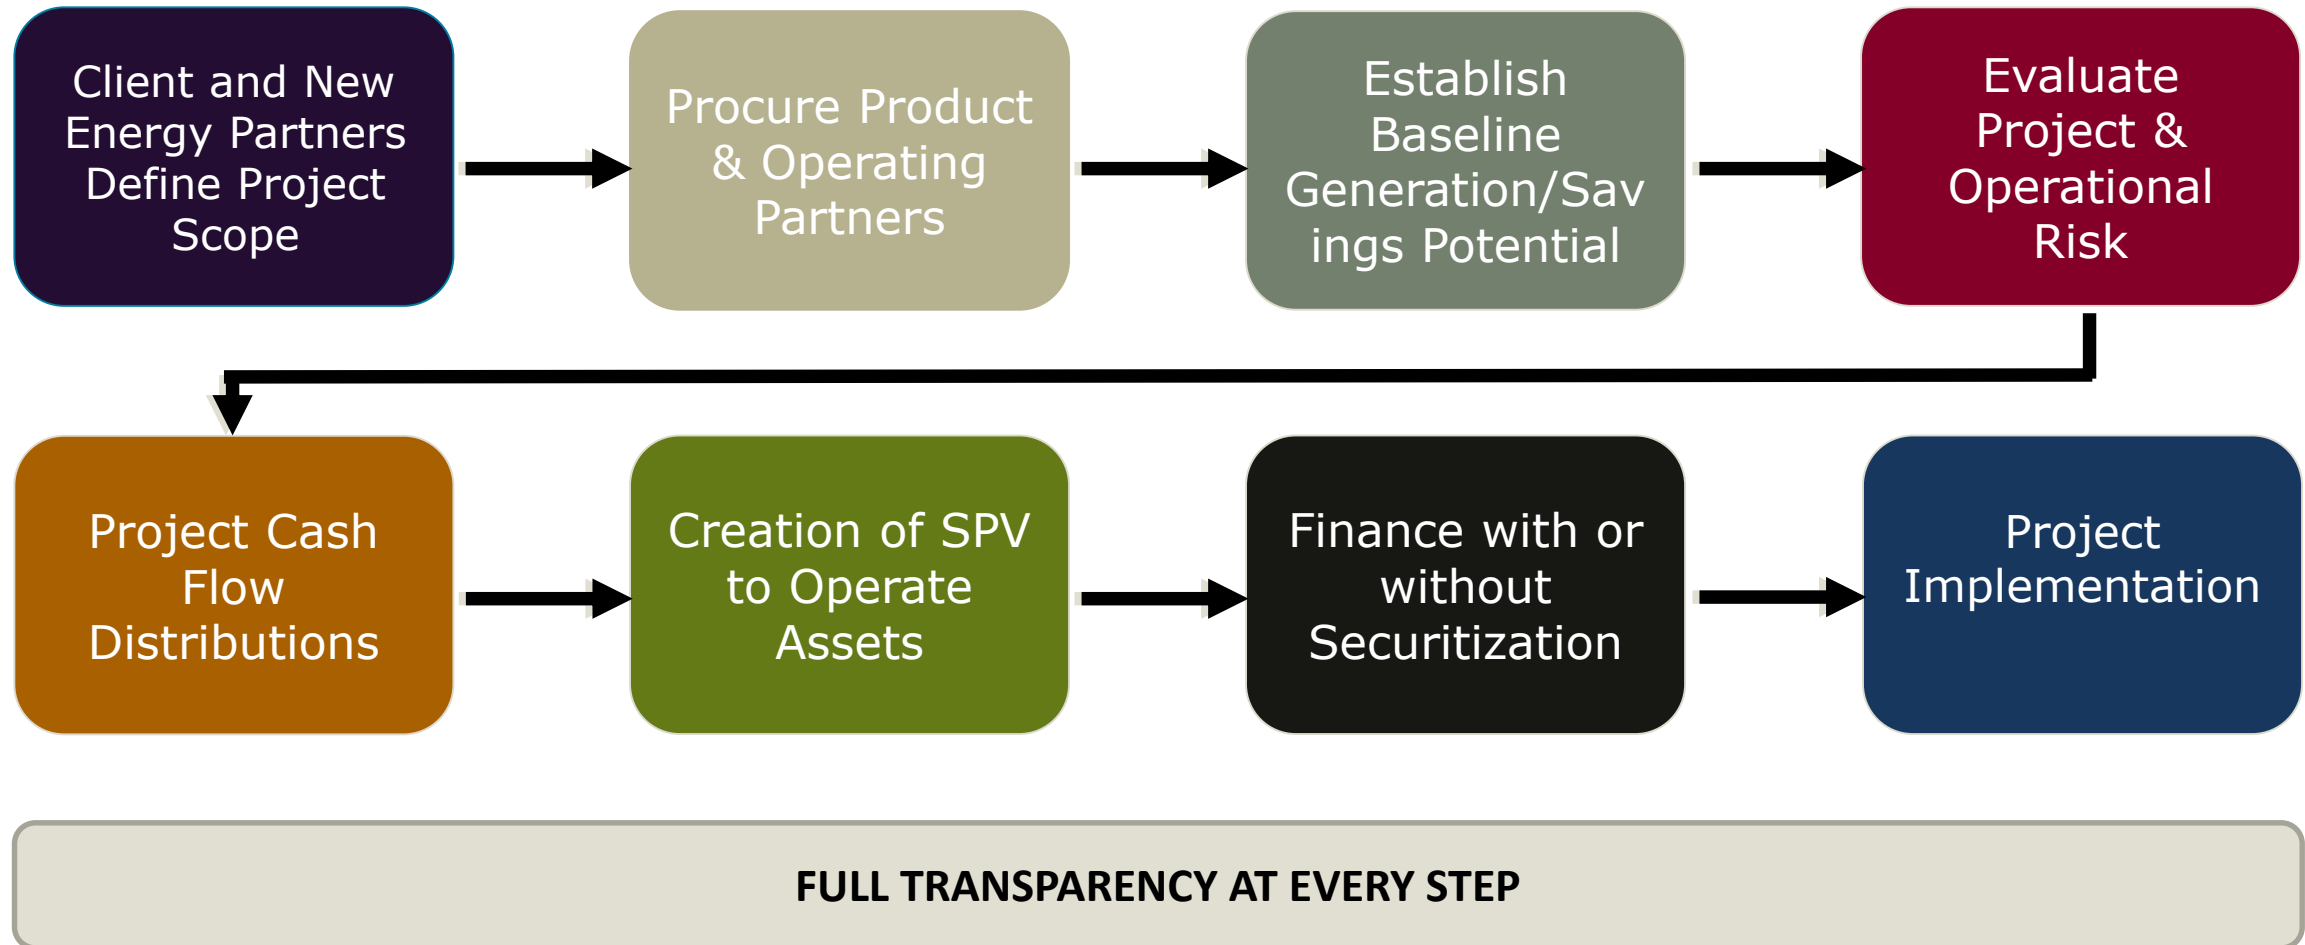 Client and New
Energy Partners
Define Project
Scope
Procure Product
& Operating
Partners
Establish
Baseline
Generation/Sav
ings Potential
Evaluate
Project &
Operational
Risk
Project Cash
Flow
Distributions
Creation of SPV
to Operate
Assets
Finance with or
without
Securitization
Project
Implementation
FULL TRANSPARENCY AT EVERY STEP